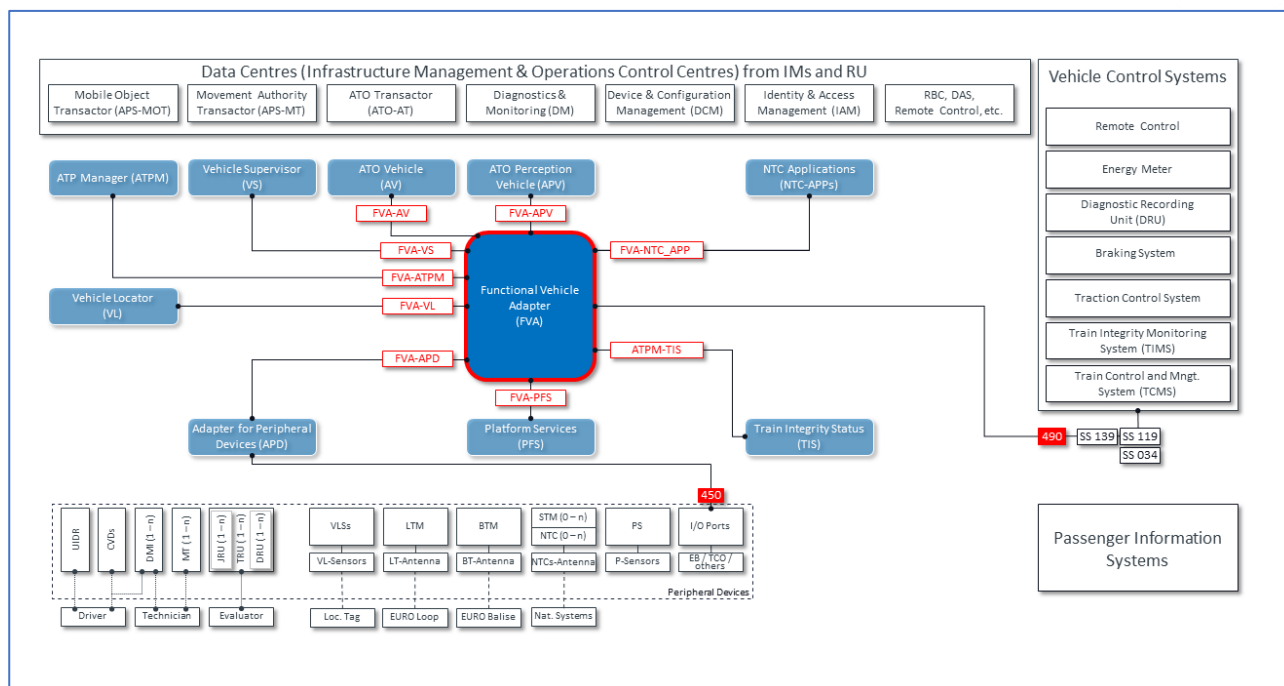 Data Centres (Infrastructure Management & Operations Control Centres) from IMs and RU
Mobile Object
Transactor (APS-MOT)
Movement Authority
Transactor (APS-MT)
ATO Transactor
(ATO-AT)
Diagnostics &
Monitoring (DM)
Device & Configuration
Management (DCM)
Identity & Access
Management (IAM)
RBC, DAS,
Remote Control, etc.
Vehicle Control Systems
Remote Control
Energy Meter
Diagnostic Recording
Unit (DRU)
Braking System
Traction Control System
Train Integrity Monitoring
System (TIMS)
Train Control and Mngt.
System (TCMS)
ATP Manager (ATPM)
Vehicle Supervisor
(VS)
ATO Vehicle
(AV)
ATO Perception
Vehicle (APV)
NTC Applications
(NTC-APPs)
FVA-AV
FVA-APV
FVA-VS
FVA-NTC_APP
FVA-ATPM
Vehicle Locator
(VL)
FVA-VL
Functional Vehicle
Adapter
(FVA)
FVA-APD
ATPM-TIS
FVA-PFS
Adapter for Peripheral
Devices (APD)
Platform Services
(PFS)
Train Integrity Status
(TIS)
490
SS 139
SS 119
SS 034
450
UIDR
CVDs
DMI (1 – n)
MT (1 – n)
JRU (1 – n)
TRU (1 – n)
DRU (1 – n)
VLSs
LTM
BTM
STM (0 – n)
NTC (0 – n)
PS
I/O Ports
VL-Sensors
LT-Antenna
BT-Antenna
NTCs-Antenna
P-Sensors
EB / TCO /
others
Peripheral Devices
Driver
Technician
Evaluator
Loc. Tag
EURO Loop
EURO Balise
Nat. Systems
Passenger Information
Systems